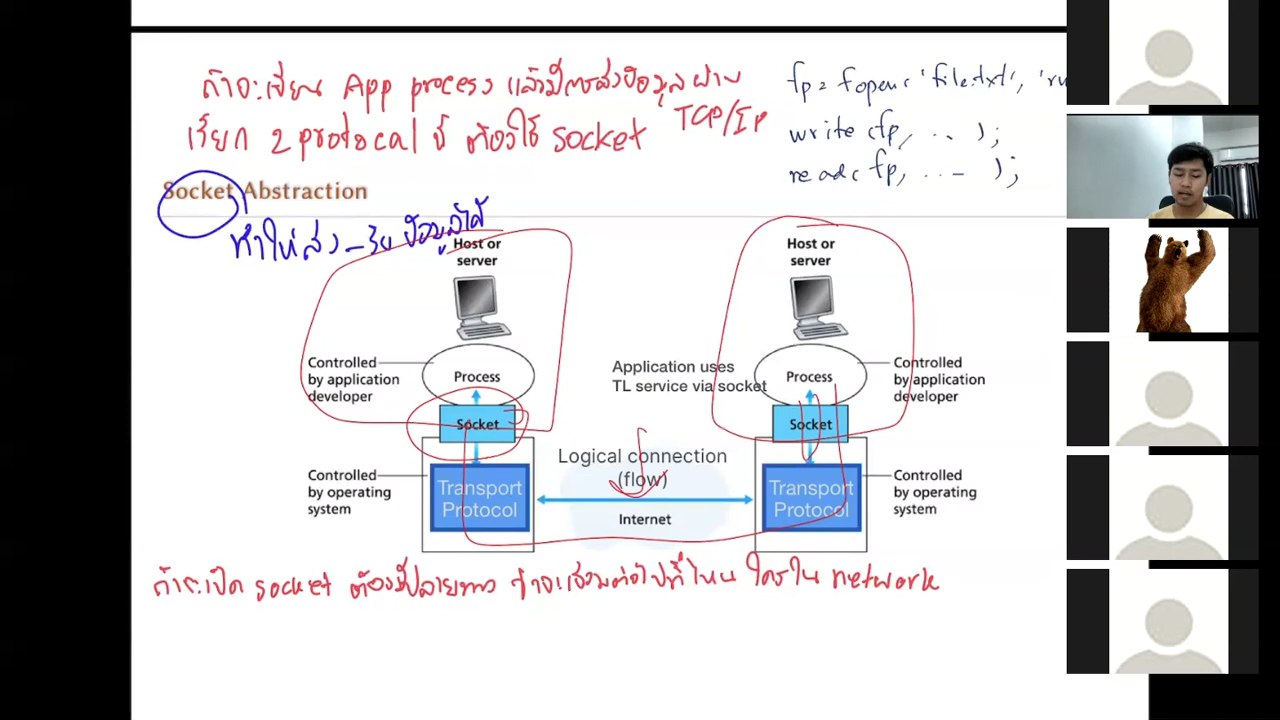 ถ้าจะเขียน App process แล้วมีการส่งข้อมูลผ่าน
TCP/IP
เรียก 2 protocal นี้ ต้องใช้ socket
fp = fopen( 'file.txt',
write (fp, ... );
read( fp, ... );
Socket Abstraction
ทำให้ส่ง-รับ ข้อมูลได้
Host or
server
Host or
server
Controlled
by application
developer
Process
Application uses
TL service via socket
Process
Controlled
by application
developer
Socket
Socket
Logical connection
(flow)
Controlled
by operating
system
Transport
Protocol
Internet
Transport
Protocol
Controlled
by operating
system
ถ้าจะเปิด socket ต้องมีปลายทาง ว่าจะเชื่อมต่อไปที่ไหน ใครใน network